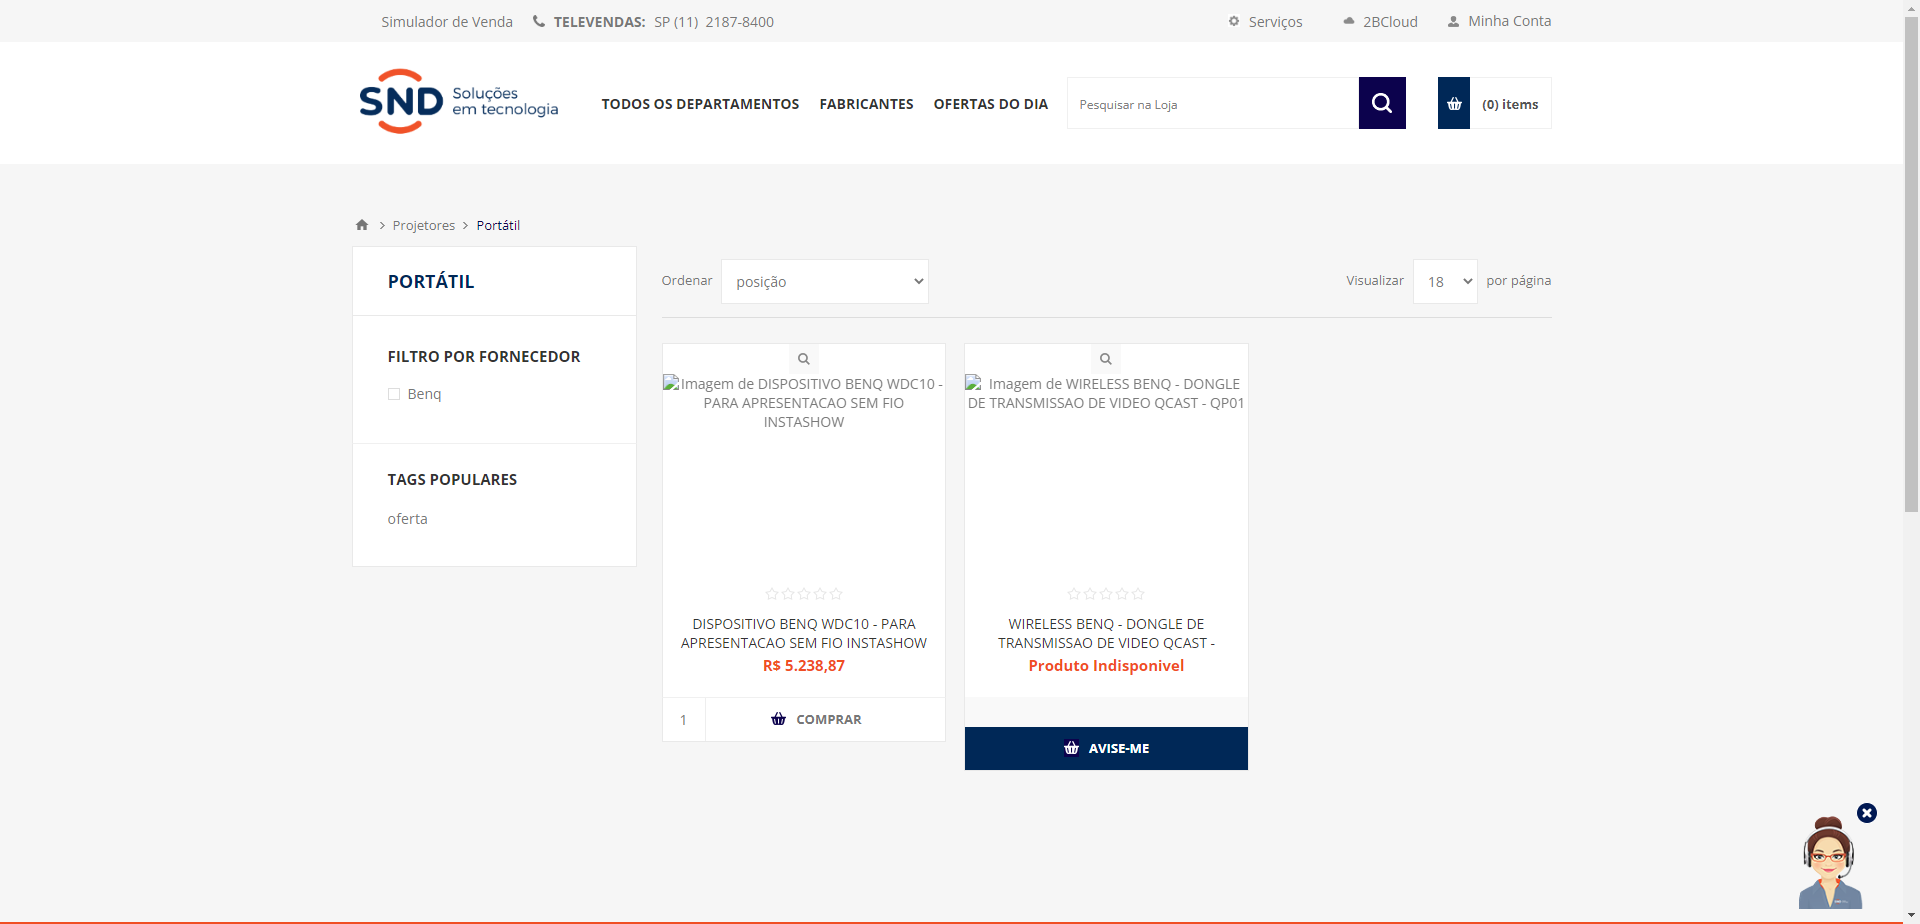 Simulador de Venda TELEVENDAS: SP (11) 2187-8400 Serviços 2BCloud Minha Conta
SND Soluções em tecnologia
TODOS OS DEPARTAMENTOS FABRICANTES OFERTAS DO DIA Pesquisar na Loja (0) items
Projetores Portátil
PORTÁTIL
FILTRO POR FORNECEDOR
Benq
TAGS POPULARES
oferta
Ordenar posição Visualizar 18 por página
Imagem de DISPOSITIVO BENQ WDC10 -
PARA APRESENTACAO SEM FIO
INSTASHOW
DISPOSITIVO BENQ WDC10 - PARA
APRESENTACAO SEM FIO INSTASHOW
R$ 5.238,87
1 COMPRAR
Imagem de WIRELESS BENQ - DONGLE
DE TRANSMISSAO DE VIDEO QCAST - QP01
WIRELESS BENQ - DONGLE DE
TRANSMISSAO DE VIDEO QCAST -
Produto Indisponivel
AVISE-ME